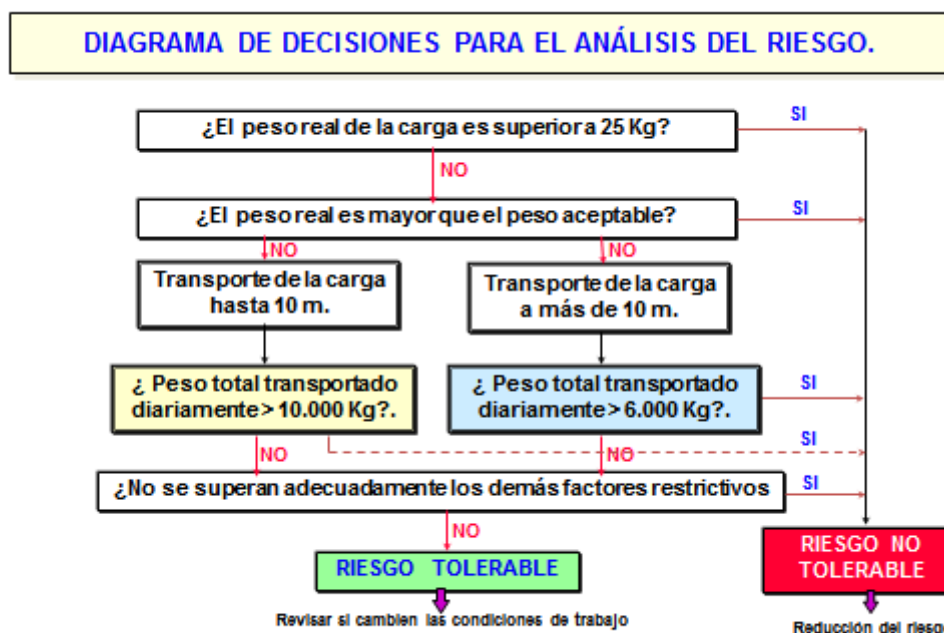 DIAGRAMA DE DECISIONES PARA EL ANÁLISIS DEL RIESGO.
¿El peso real de la carga es superior a 25 Kg?
SI
NO
¿El peso real es mayor que el peso aceptable?
SI
NO
NO
Transporte de la carga
hasta 10 m.
Transporte de la carga
a más de 10 m.
¿ Peso total transportado
diariamente > 10.000 Kg?.
¿ Peso total transportado
diariamente > 6.000 Kg?.
SI
SI
NO
NO
¿No se superan adecuadamente los demás factores restrictivos
SI
NO
RIESGO TOLERABLE
RIESGO NO
TOLERABLE
Revisar si cambien las condiciones de trabajo
Reducción del riesgo